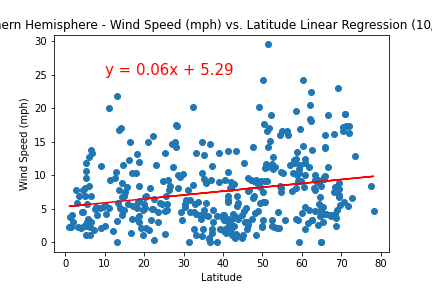 Hemisphere - Wind Speed (mph) vs. Latitude Linear Regression (10/
y = 0.06x + 5.29
Wind Speed (mph)
30
25
20
15
10
5
0
0 10 20 30 40 50 60 70 80
Latitude